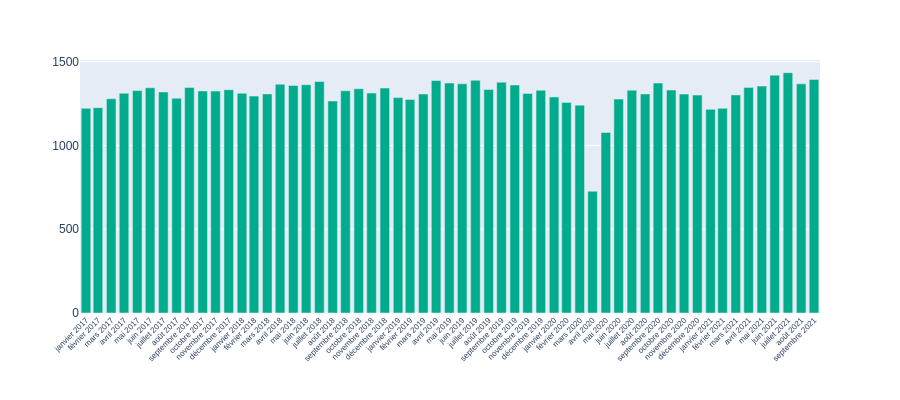 1500
1000
500
0
janvier 2017
février 2017
mars 2017
avril 2017
mai 2017
juin 2017
juillet 2017
août 2017
septembre 2017
octobre 2017
novembre 2017
décembre 2017
janvier 2018
février 2018
mars 2018
avril 2018
mai 2018
juin 2018
juillet 2018
août 2018
septembre 2018
octobre 2018
novembre 2018
décembre 2018
janvier 2019
février 2019
mars 2019
avril 2019
mai 2019
juin 2019
juillet 2019
août 2019
septembre 2019
octobre 2019
novembre 2019
décembre 2019
janvier 2020
février 2020
mars 2020
avril 2020
mai 2020
juin 2020
juillet 2020
août 2020
septembre 2020
octobre 2020
novembre 2020
décembre 2020
janvier 2021
février 2021
mars 2021
avril 2021
mai 2021
juin 2021
juillet 2021
août 2021
septembre 2021